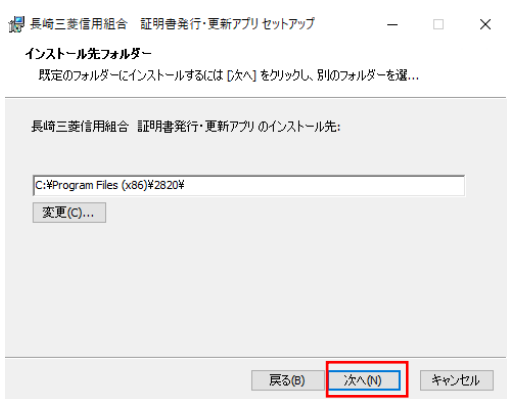 長崎三菱信用組合　証明書発行・更新アプリ セットアップ
インストール先フォルダー
既定のフォルダーにインストールするには [次へ] をクリックし、別のフォルダーを選...
長崎三菱信用組合　証明書発行・更新アプリ のインストール先:
C:¥Program Files (x86)¥2820¥
変更(C)...
戻る(B) 次へ(N) キャンセル